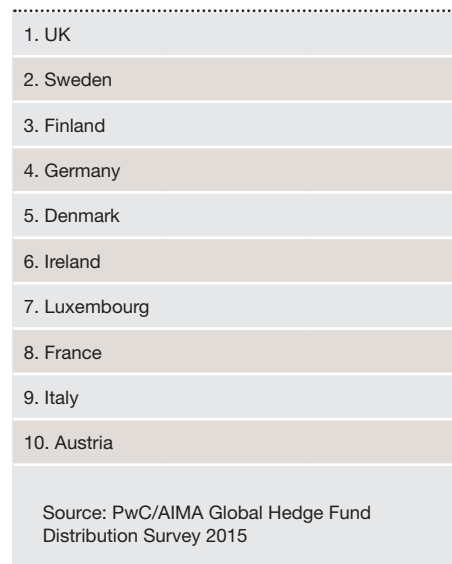 1. UK
2. Sweden
3. Finland
4. Germany
5. Denmark
6. Ireland
7. Luxembourg
8. France
9. Italy
10. Austria
Source: PwC/AIMA Global Hedge Fund
Distribution Survey 2015